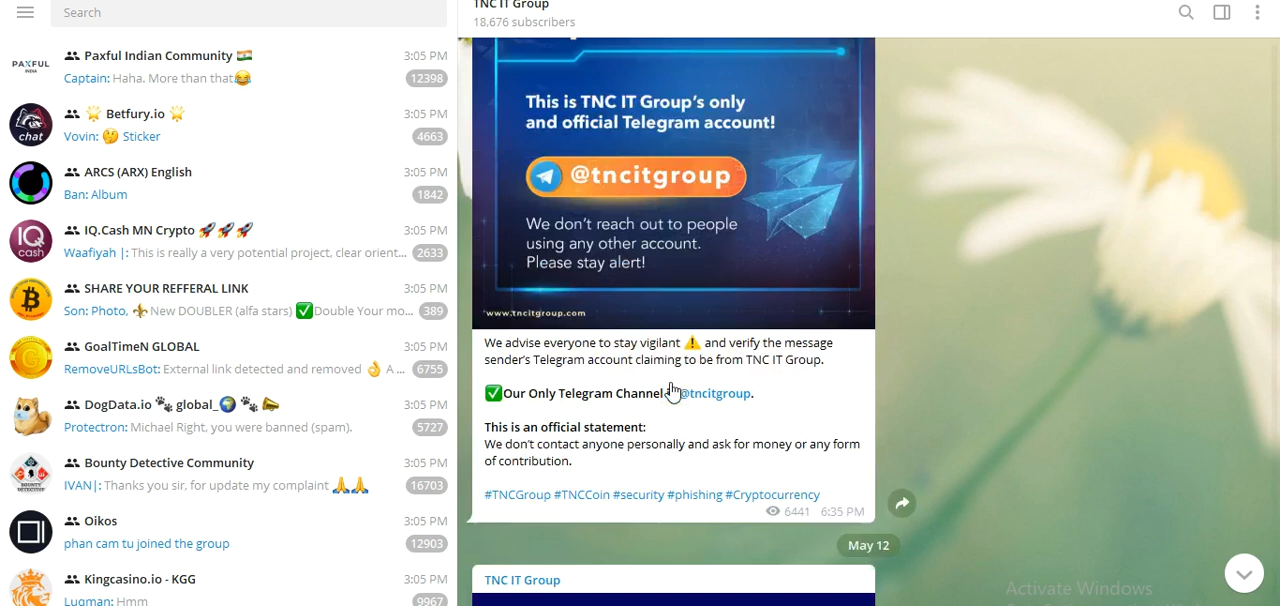 Search
PAXFUL
INDIA
Paxful Indian Community 🇮🇳
3:05 PM
Captain: Haha. More than that😂
12398
chat
🌟 Betfury.io 🌟
3:05 PM
Vovin: 🤔 Sticker
4663
ARCS (ARX) English
3:05 PM
Ban: Album
1842
IQ
cash
IQ.Cash MN Crypto 🚀🚀🚀
3:05 PM
Waafiyah |: This is really a very potential project, clear orient...
2633
SHARE YOUR REFFERAL LINK
3:05 PM
Son: Photo, ⚜️New DOUBLER (alfa stars) ✅Double Your mo...
389
GoalTimeN GLOBAL
3:05 PM
RemoveURLsBot: External link detected and removed 👌 A ...
6755
DogData.io 🐾 global_🌍 🐾 📣
3:05 PM
Protectron: Michael Right, you were banned (spam).
5727
Bounty Detective Community
3:05 PM
IVAN|: Thanks you sir, for update my complaint 🙏🙏
16703
Oikos
3:05 PM
phan cam tu joined the group
12903
Kingcasino.io - KGG
3:05 PM
Luqman: Hmm
9967
TNC IT Group
18,676 subscribers
This is TNC IT Group's only
and official Telegram account!
@tncitgroup
We don't reach out to people
using any other account.
Please stay alert!
www.tncitgroup.com
We advise everyone to stay vigilant ⚠️ and verify the message
sender's Telegram account claiming to be from TNC IT Group.
✅Our Only Telegram Channel @tncitgroup.
This is an official statement:
We don't contact anyone personally and ask for money or any form
of contribution.
#TNCGroup #TNCCoin #security #phishing #Cryptocurrency
6441 6:35 PM
May 12
TNC IT Group
Activate Windows